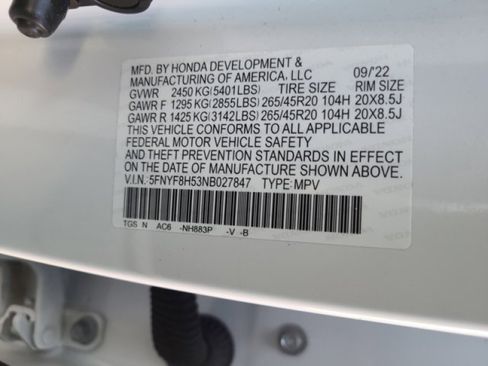 MFD. BY HONDA DEVELOPMENT &
MANUFACTURING OF AMERICA, LLC 09/'22
GVWR 2450 KG(5401LBS) TIRE SIZE RIM SIZE
GAWR F 1295 KG(2855LBS) 265/45R20 104H 20X8.5J
GAWR R 1425 KG(3142LBS) 265/45R20 104H 20X8.5J
THIS VEHICLE CONFORMS TO ALL APPLICABLE
FEDERAL MOTOR VEHICLE SAFETY
AND THEFT PREVENTION STANDARDS IN EFFECT
ON THE DATE OF MANUFACTURE SHOWN ABOVE.
V.I.N.: 5FNYF8H53NB027847 TYPE: MPV
TGS N AC6 -NH883P -V -B